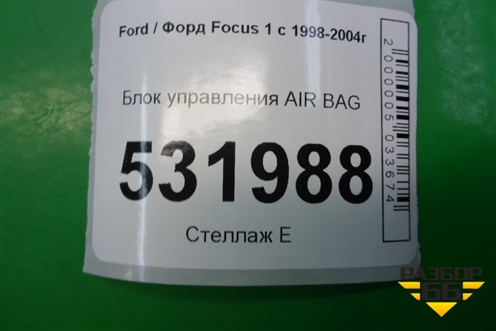 Ford / Форд Focus 1 с 1998-2004г
Блок управления AIR BAG
531988
Стеллаж Е
2000005033674
РАЗБОР
66